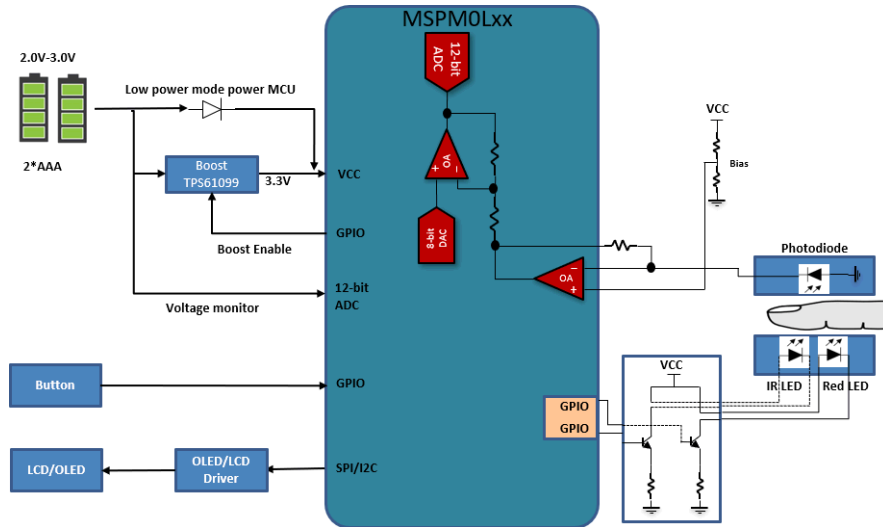 MSPM0Lxx
2.0V-3.0V
2*AAA
Low power mode power MCU
Boost
TPS61099
3.3V
VCC
GPIO
Boost Enable
12-bit
ADC
Voltage monitor
Button
GPIO
LCD/OLED
OLED/LCD
Driver
SPI/I2C
12-bit
ADC
OA
+
−
8-bit
DAC
OA
−
+
VCC
Bias
Photodiode
IR LED
Red LED
GPIO
GPIO
VCC